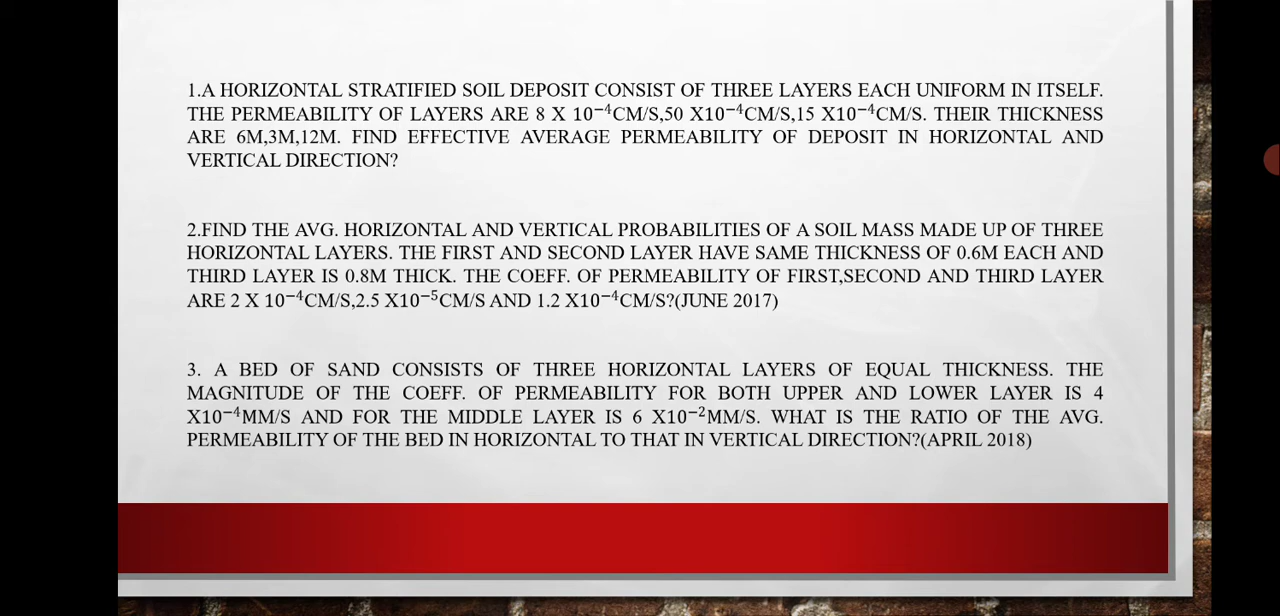 1.A HORIZONTAL STRATIFIED SOIL DEPOSIT CONSIST OF THREE LAYERS EACH UNIFORM IN ITSELF.
THE PERMEABILITY OF LAYERS ARE 8 X 10⁻⁴CM/S,50 X10⁻⁴CM/S,15 X10⁻⁴CM/S. THEIR THICKNESS
ARE 6M,3M,12M. FIND EFFECTIVE AVERAGE PERMEABILITY OF DEPOSIT IN HORIZONTAL AND
VERTICAL DIRECTION?
2.FIND THE AVG. HORIZONTAL AND VERTICAL PROBABILITIES OF A SOIL MASS MADE UP OF THREE
HORIZONTAL LAYERS. THE FIRST AND SECOND LAYER HAVE SAME THICKNESS OF 0.6M EACH AND
THIRD LAYER IS 0.8M THICK. THE COEFF. OF PERMEABILITY OF FIRST,SECOND AND THIRD LAYER
ARE 2 X 10⁻⁴CM/S,2.5 X10⁻⁵CM/S AND 1.2 X10⁻⁴CM/S?(JUNE 2017)
3. A BED OF SAND CONSISTS OF THREE HORIZONTAL LAYERS OF EQUAL THICKNESS. THE
MAGNITUDE OF THE COEFF. OF PERMEABILITY FOR BOTH UPPER AND LOWER LAYER IS 4
X10⁻⁴MM/S AND FOR THE MIDDLE LAYER IS 6 X10⁻²MM/S. WHAT IS THE RATIO OF THE AVG.
PERMEABILITY OF THE BED IN HORIZONTAL TO THAT IN VERTICAL DIRECTION?(APRIL 2018)